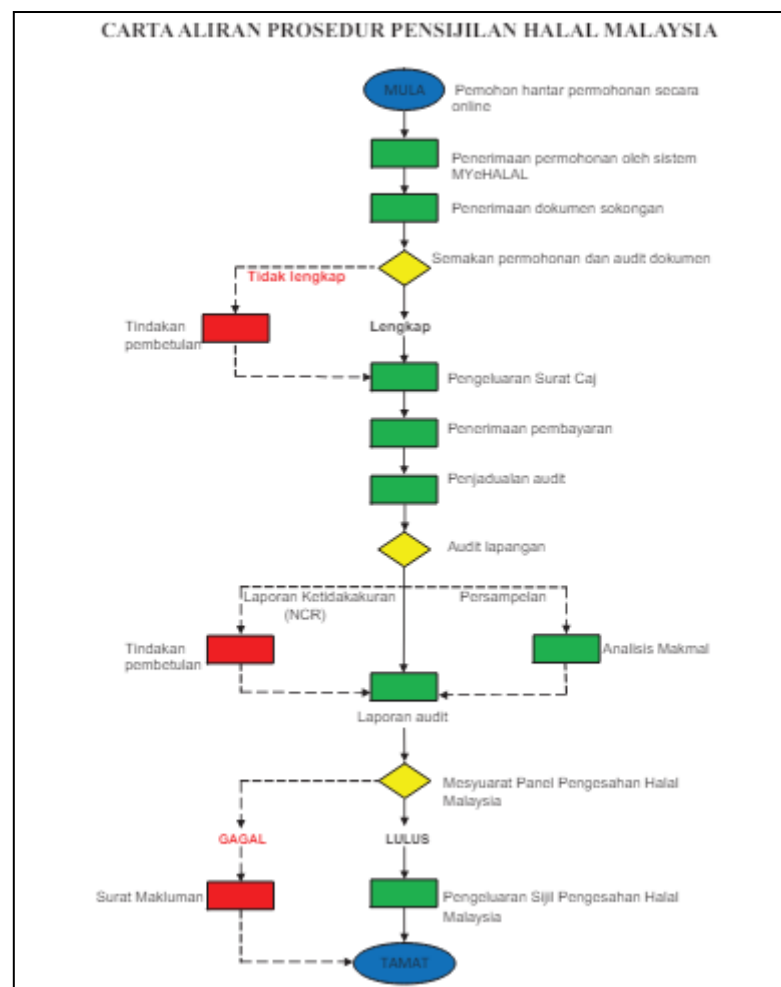 CARTA ALIRAN PROSEDUR PENSIJILAN HALAL MALAYSIA
MULA
Pemohon hantar permohonan secara
online
Penerimaan permohonan oleh sistem
MYeHALAL
Penerimaan dokumen sokongan
Semakan permohonan dan audit dokumen
Tidak lengkap
Tindakan
pembetulan
Lengkap
Pengeluaran Surat Caj
Penerimaan pembayaran
Penjadualan audit
Audit lapangan
Laporan Ketidakakuran
(NCR)
Persampelan
Tindakan
pembetulan
Analisis Makmal
Laporan audit
Mesyuarat Panel Pengesahan Halal
Malaysia
GAGAL
LULUS
Surat Makluman
Pengeluaran Sijil Pengesahan Halal
Malaysia
TAMAT